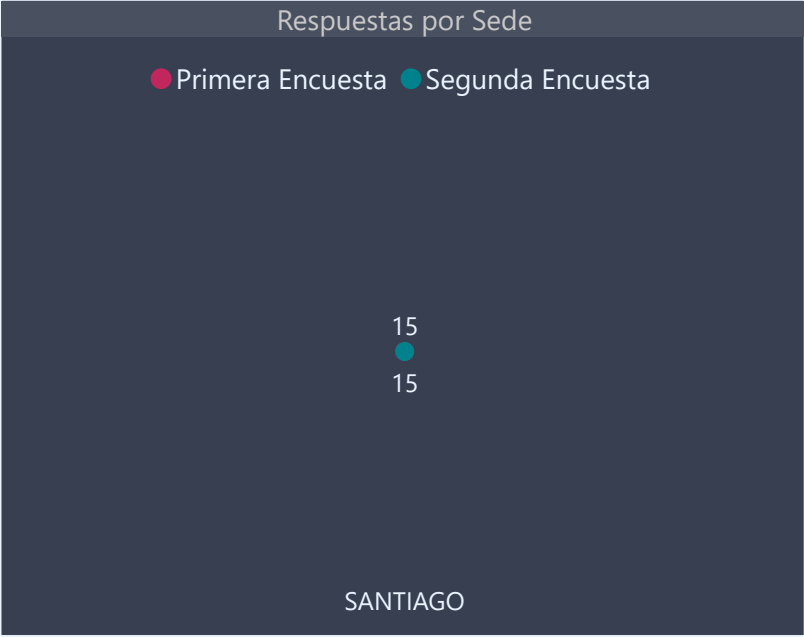 Respuestas por Sede
Primera Encuesta Segunda Encuesta
15
15
SANTIAGO